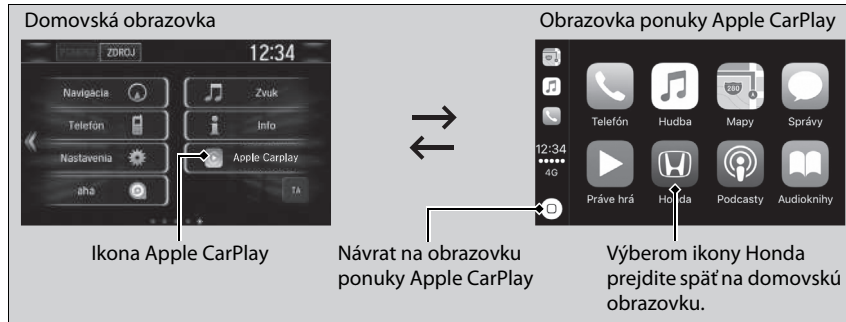 Domovská obrazovka
Obrazovka ponuky Apple CarPlay
ZDROJ
12:34
Navigácia
Zvuk
Telefón
Info
Nastavenia
Apple Carplay
aha
TA
12:34
4G
280
Telefón
Hudba
Mapy
Správy
Práve hrá
Honda
Podcasty
Audioknihy
Ikona Apple CarPlay
Návrat na obrazovku
ponuky Apple CarPlay
Výberom ikony Honda
prejdite späť na domovskú
obrazovku.